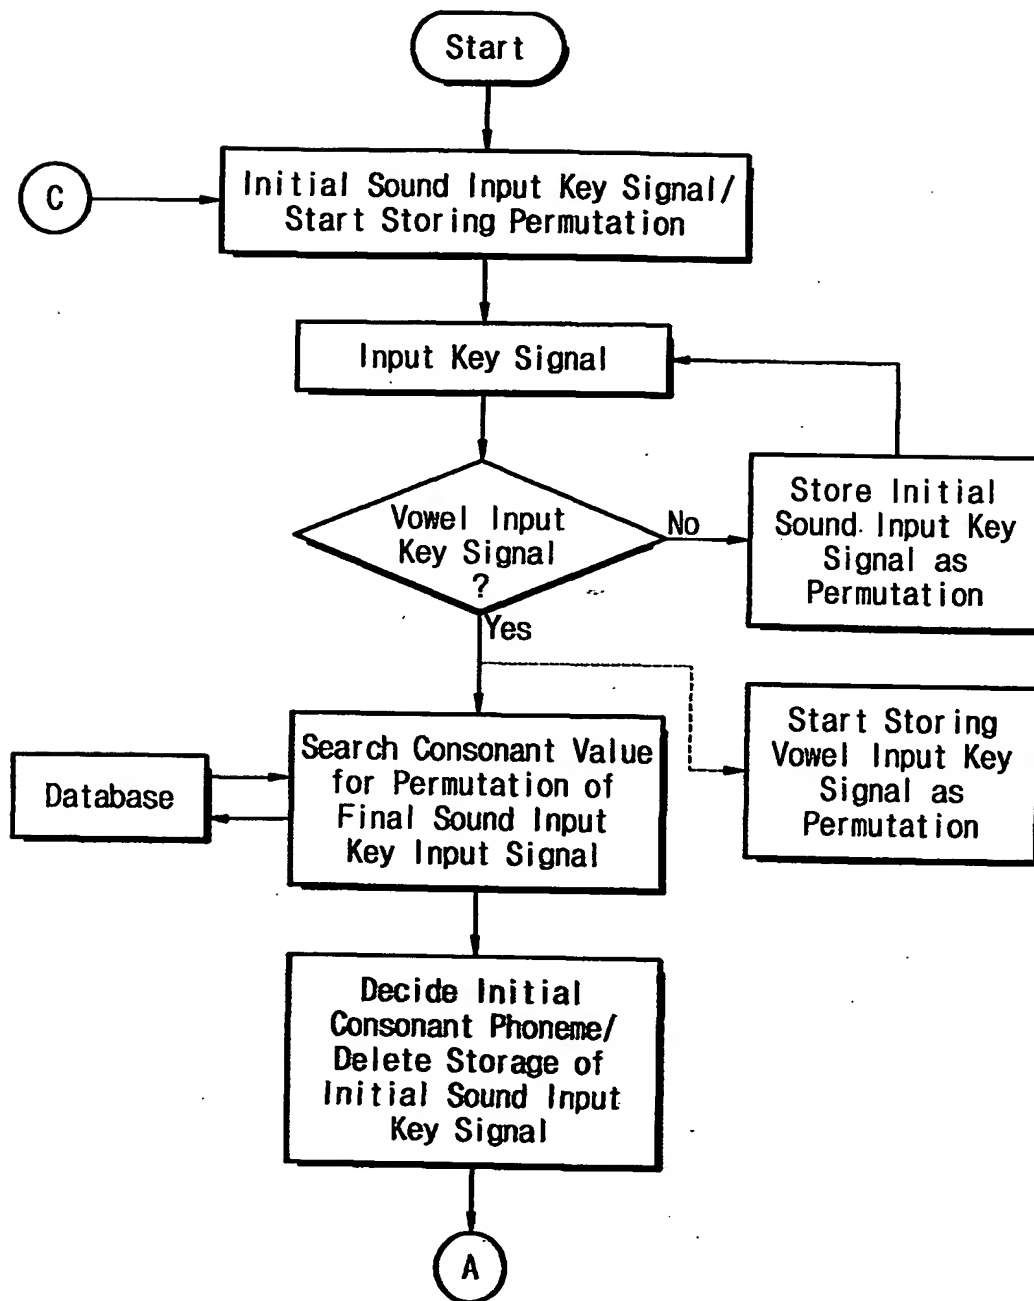 Start
C
Initial Sound Input Key Signal/
Start Storing Permutation
Input Key Signal
Vowel Input
Key Signal
?
No
Store Initial
Sound Input Key
Signal as
Permutation
Yes
Start Storing
Vowel Input Key
Signal as
Permutation
Search Consonant Value
for Permutation of
Final Sound Input
Key Input Signal
Database
Decide Initial
Consonant Phoneme/
Delete Storage of
Initial Sound Input
Key Signal
A